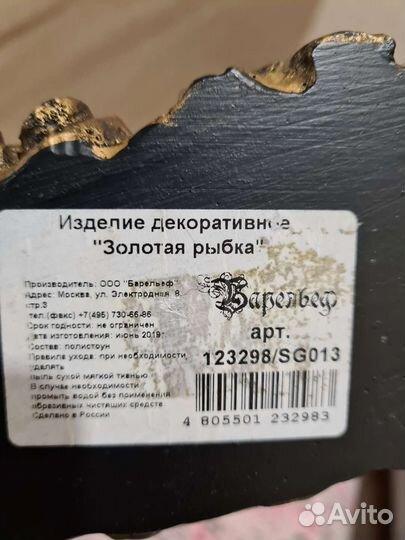 Изделие декоративное
"Золотая рыбка"
Производитель: ООО "Барельеф"
Адрес: Москва, ул. Электродная, 8,
стр.3
тел.(факс) +7(495) 730-66-86
Срок годности: не ограничен
Дата изготовления: июнь 2019г
Состав: полистоун
Правила ухода: при необходимости
удалять
пыль сухой мягкой тканью
В случае необходимости
промыть водой без применения
абразивных чистящих средств
Сделано в России
Барельеф
арт.
123298/SG013
4 805501 232983
Avito